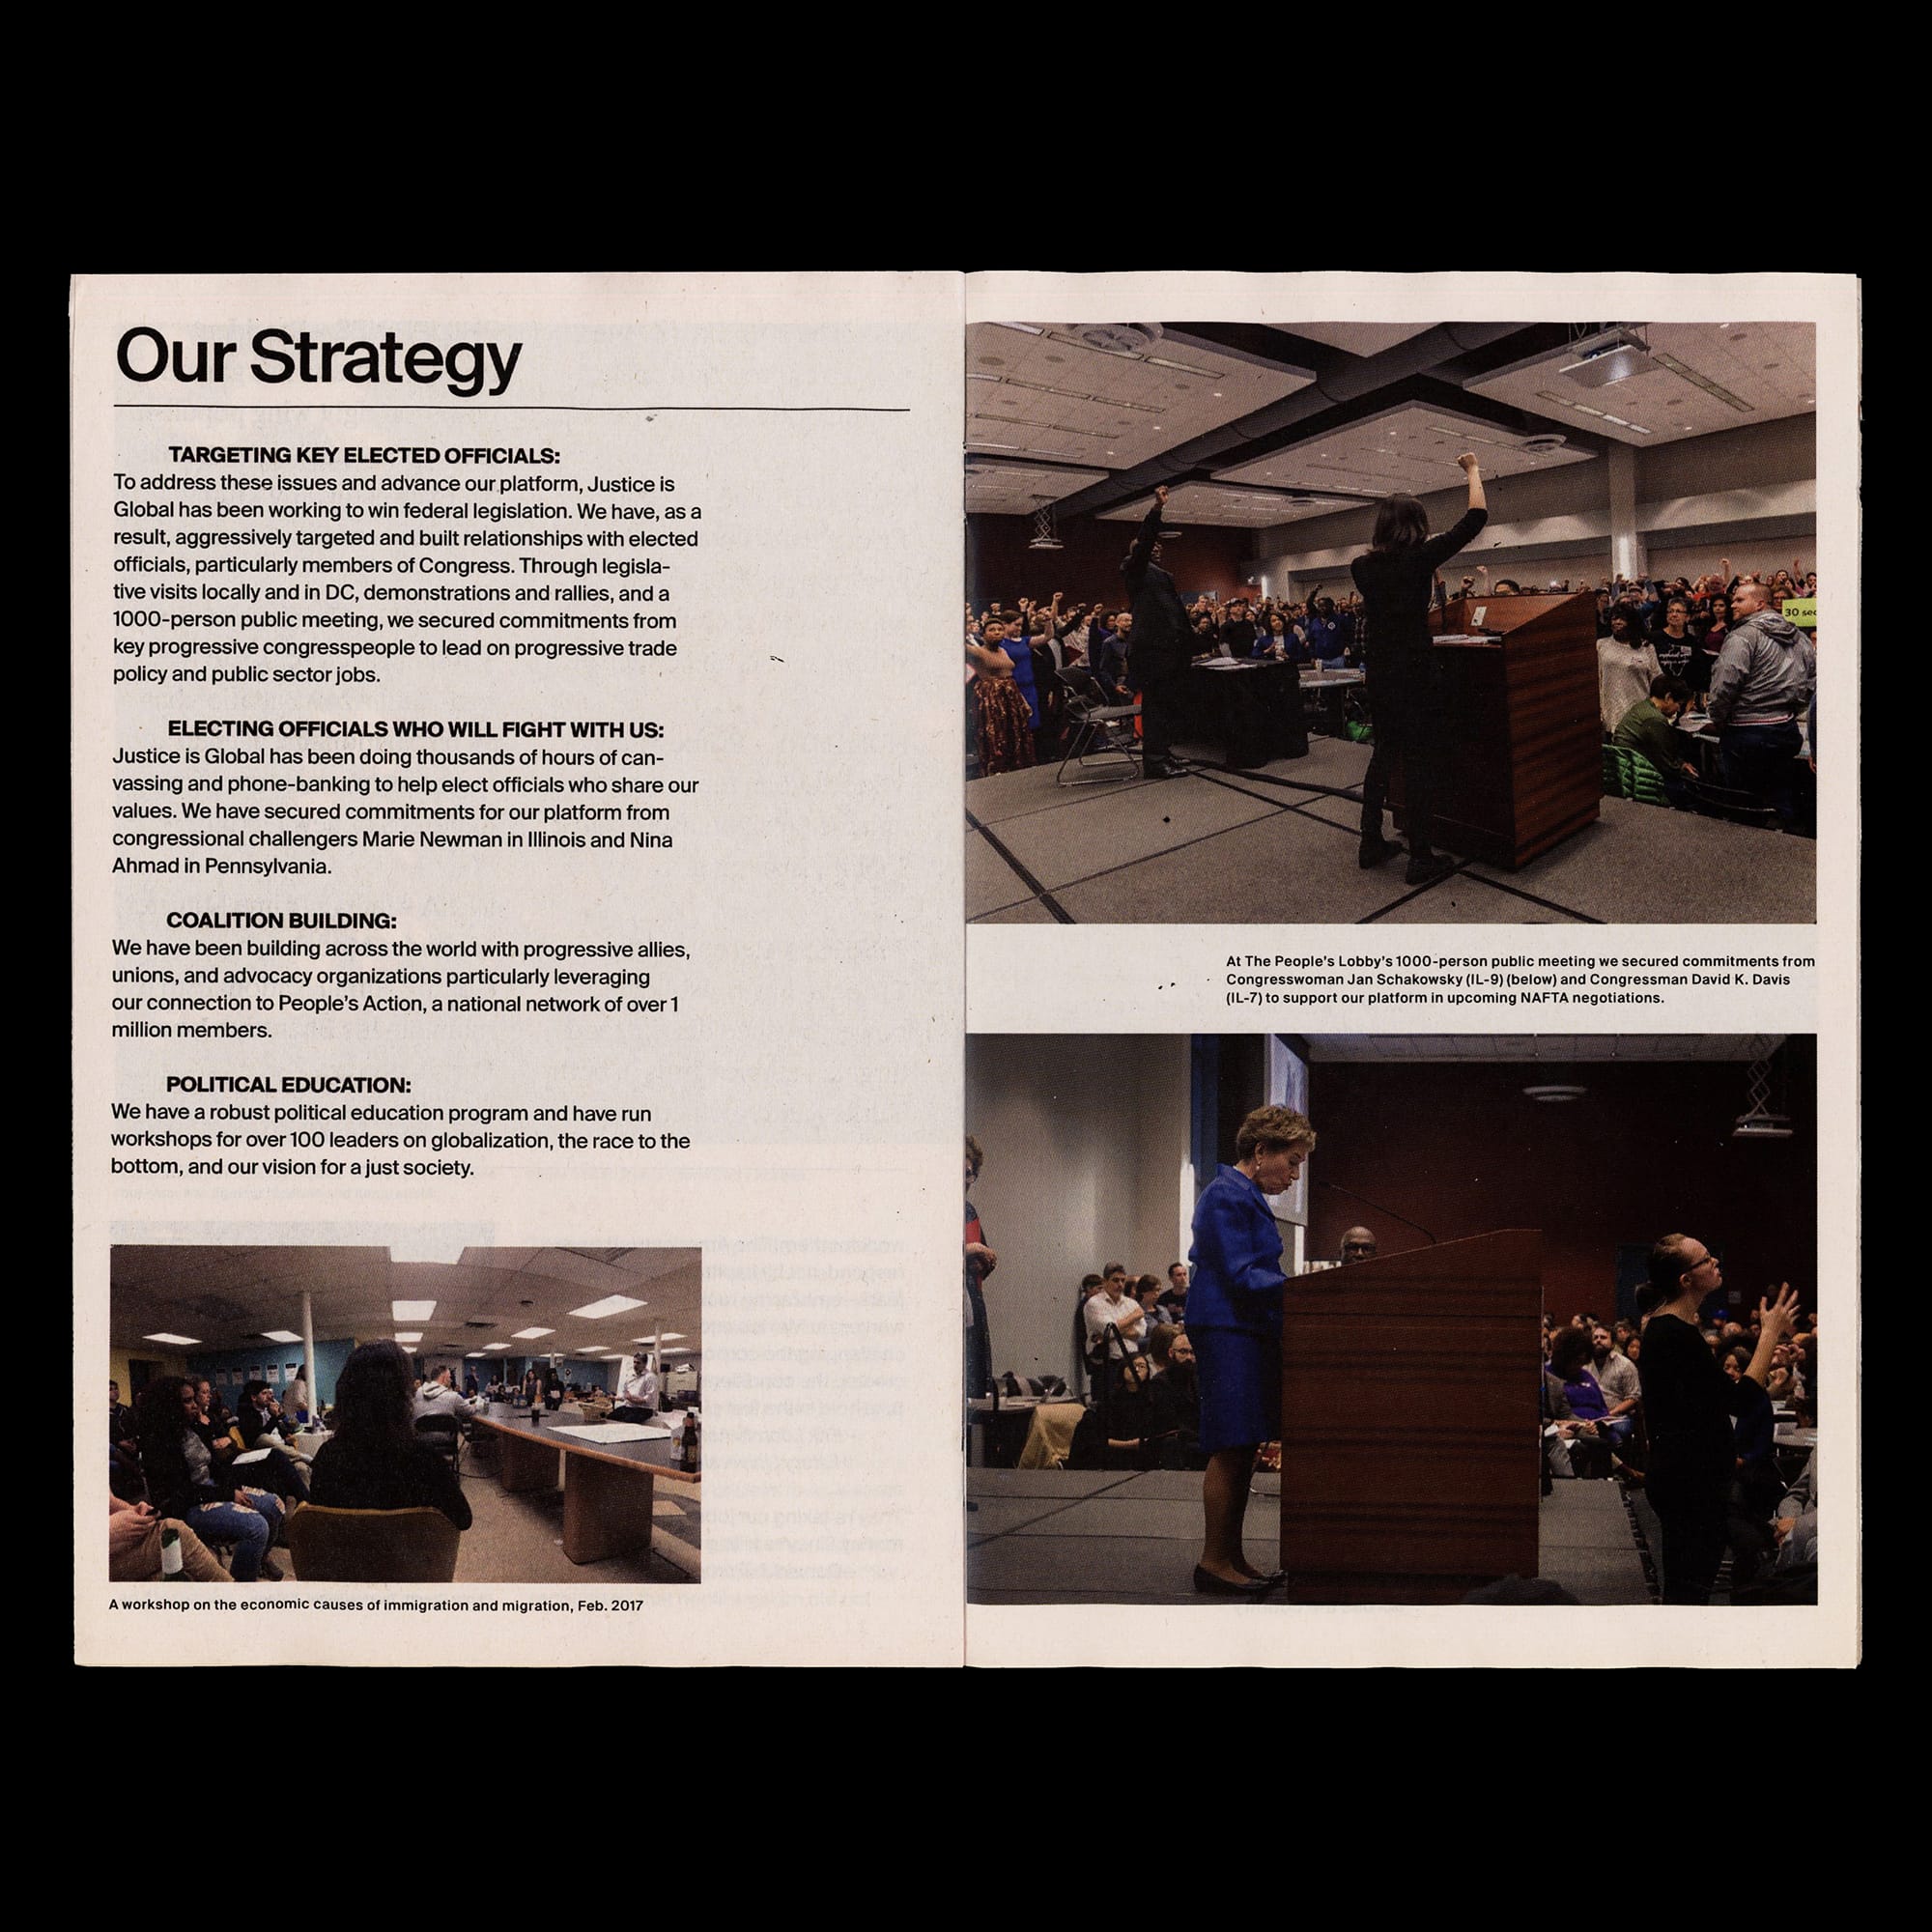 Our Strategy
TARGETING KEY ELECTED OFFICIALS:
To address these issues and advance our platform, Justice is
Global has been working to win federal legislation. We have, as a
result, aggressively targeted and built relationships with elected
officials, particularly members of Congress. Through legisla-
tive visits locally and in DC, demonstrations and rallies, and a
1000-person public meeting, we secured commitments from
key progressive congresspeople to lead on progressive trade
policy and public sector jobs.
ELECTING OFFICIALS WHO WILL FIGHT WITH US:
Justice is Global has been doing thousands of hours of can-
vassing and phone-banking to help elect officials who share our
values. We have secured commitments for our platform from
congressional challengers Marie Newman in Illinois and Nina
Ahmad in Pennsylvania.
COALITION BUILDING:
We have been building across the world with progressive allies,
unions, and advocacy organizations particularly leveraging
our connection to People's Action, a national network of over 1
million members.
POLITICAL EDUCATION:
We have a robust political education program and have run
workshops for over 100 leaders on globalization, the race to the
bottom, and our vision for a just society.
A workshop on the economic causes of immigration and migration, Feb. 2017
30 sec
At The People's Lobby's 1000-person public meeting we secured commitments from
Congresswoman Jan Schakowsky (IL-9) (below) and Congressman David K. Davis
(IL-7) to support our platform in upcoming NAFTA negotiations.